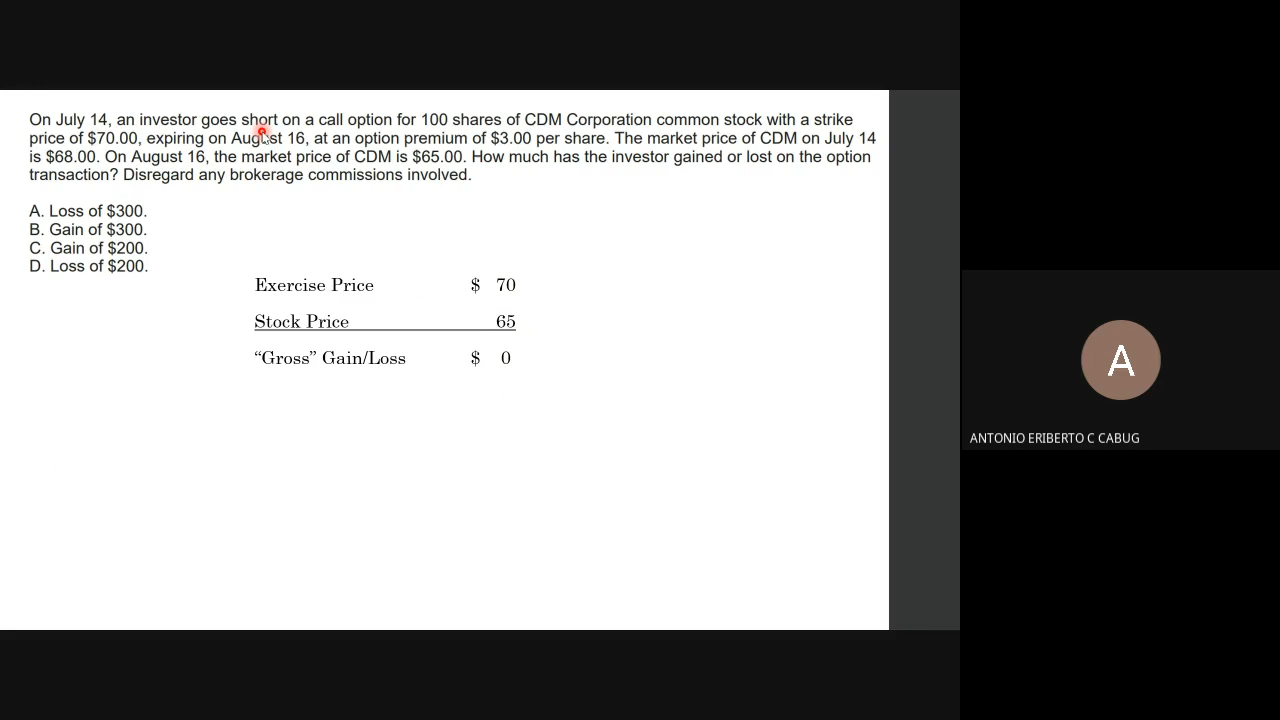 On July 14, an investor goes short on a call option for 100 shares of CDM Corporation common stock with a strike
price of $70.00, expiring on August 16, at an option premium of $3.00 per share. The market price of CDM on July 14
is $68.00. On August 16, the market price of CDM is $65.00. How much has the investor gained or lost on the option
transaction? Disregard any brokerage commissions involved.
A. Loss of $300.
B. Gain of $300.
C. Gain of $200.
D. Loss of $200.
Exercise Price $ 70
Stock Price 65
“Gross” Gain/Loss $ 0
A
ANTONIO ERIBERTO C CABUG